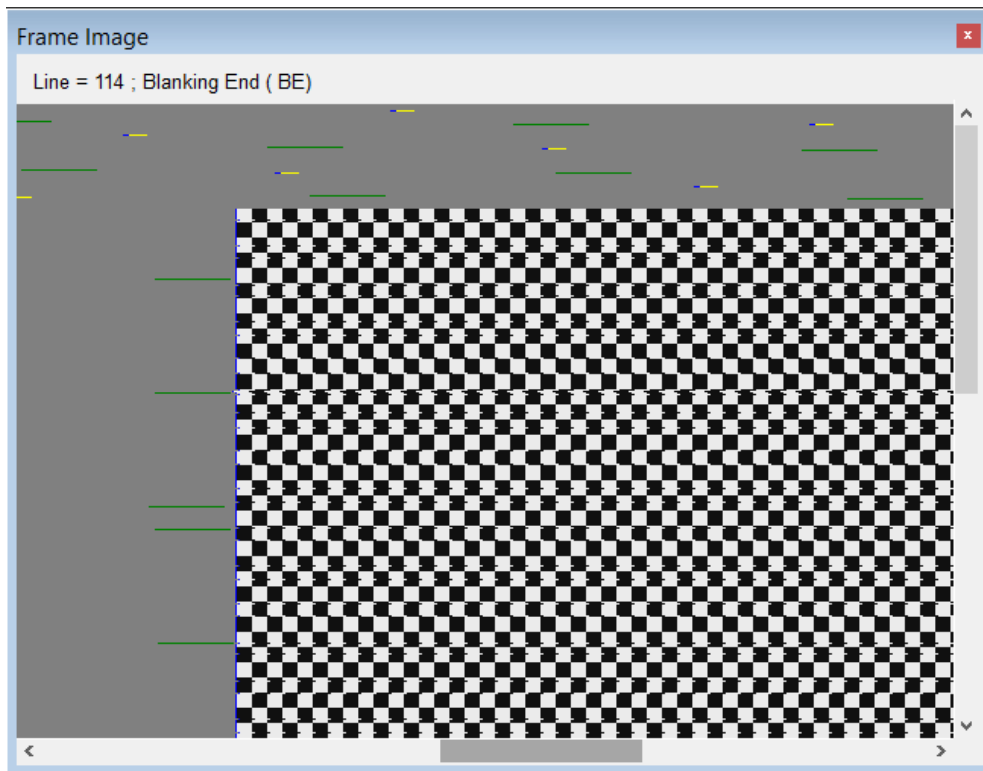 Frame Image
x
Line = 114 ; Blanking End ( BE)